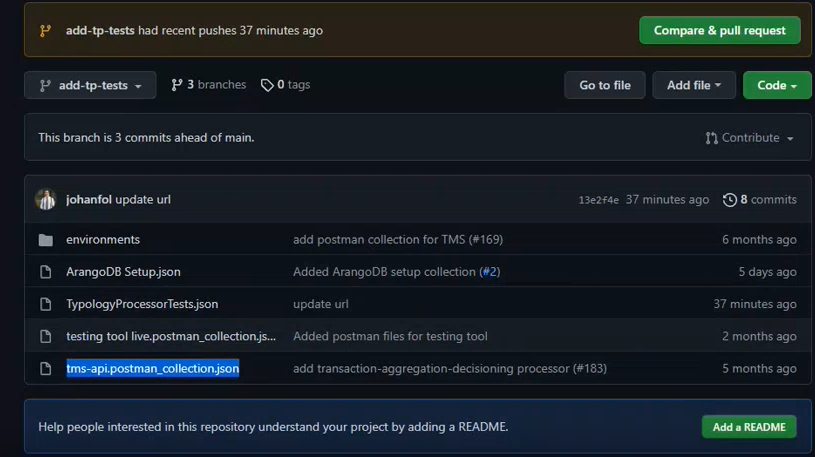 add-tp-tests had recent pushes 37 minutes ago Compare & pull request
add-tp-tests 3 branches 0 tags Go to file Add file Code
This branch is 3 commits ahead of main. Contribute
johanfol update url 13e2f4e 37 minutes ago 8 commits
environments add postman collection for TMS (#169) 6 months ago
ArangoDB Setup.json Added ArangoDB setup collection (#2) 5 days ago
TypologyProcessorTests.json update url 37 minutes ago
testing tool live.postman_collection.js... Added postman files for testing tool 2 months ago
tms-api.postman_collection.json add transaction-aggregation-decisioning processor (#183) 5 months ago
Help people interested in this repository understand your project by adding a README. Add a README